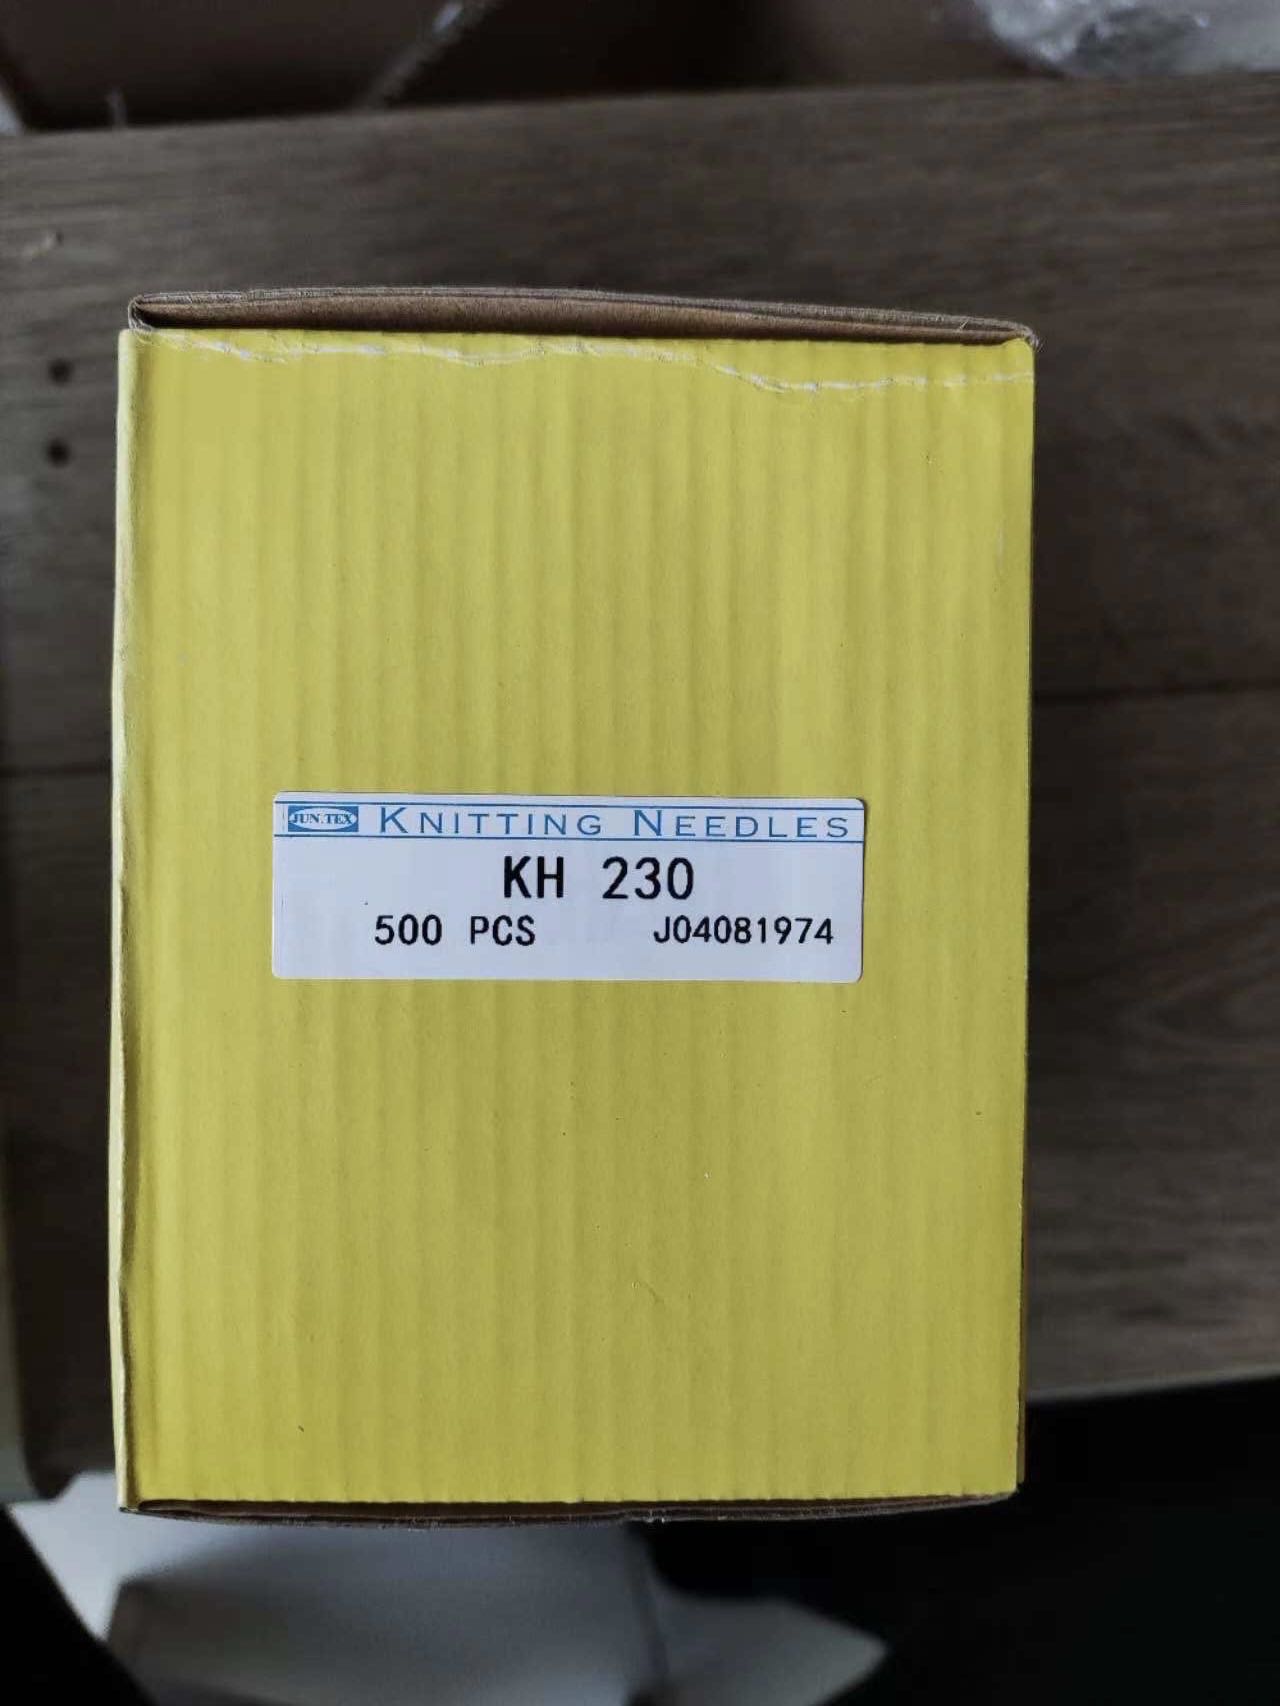 JUN.TEX KNITTING NEEDLES
KH 230
500 PCS J04081974